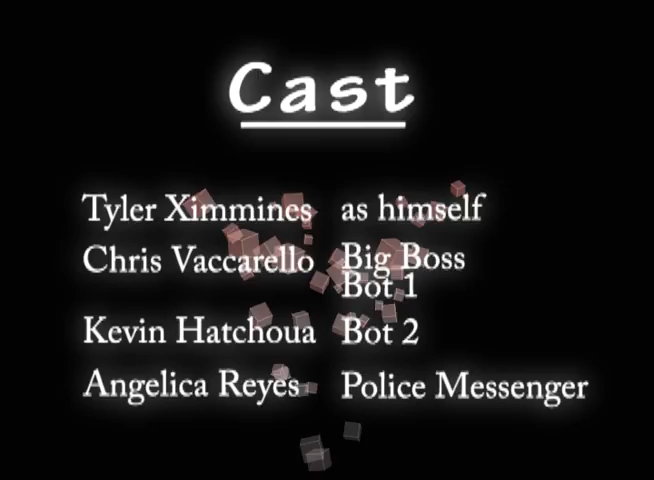 Cast
Tyler Ximmines as himself
Chris Vaccarello Big Boss
Bot 1
Kevin Hatchoua Bot 2
Angelica Reyes Police Messenger